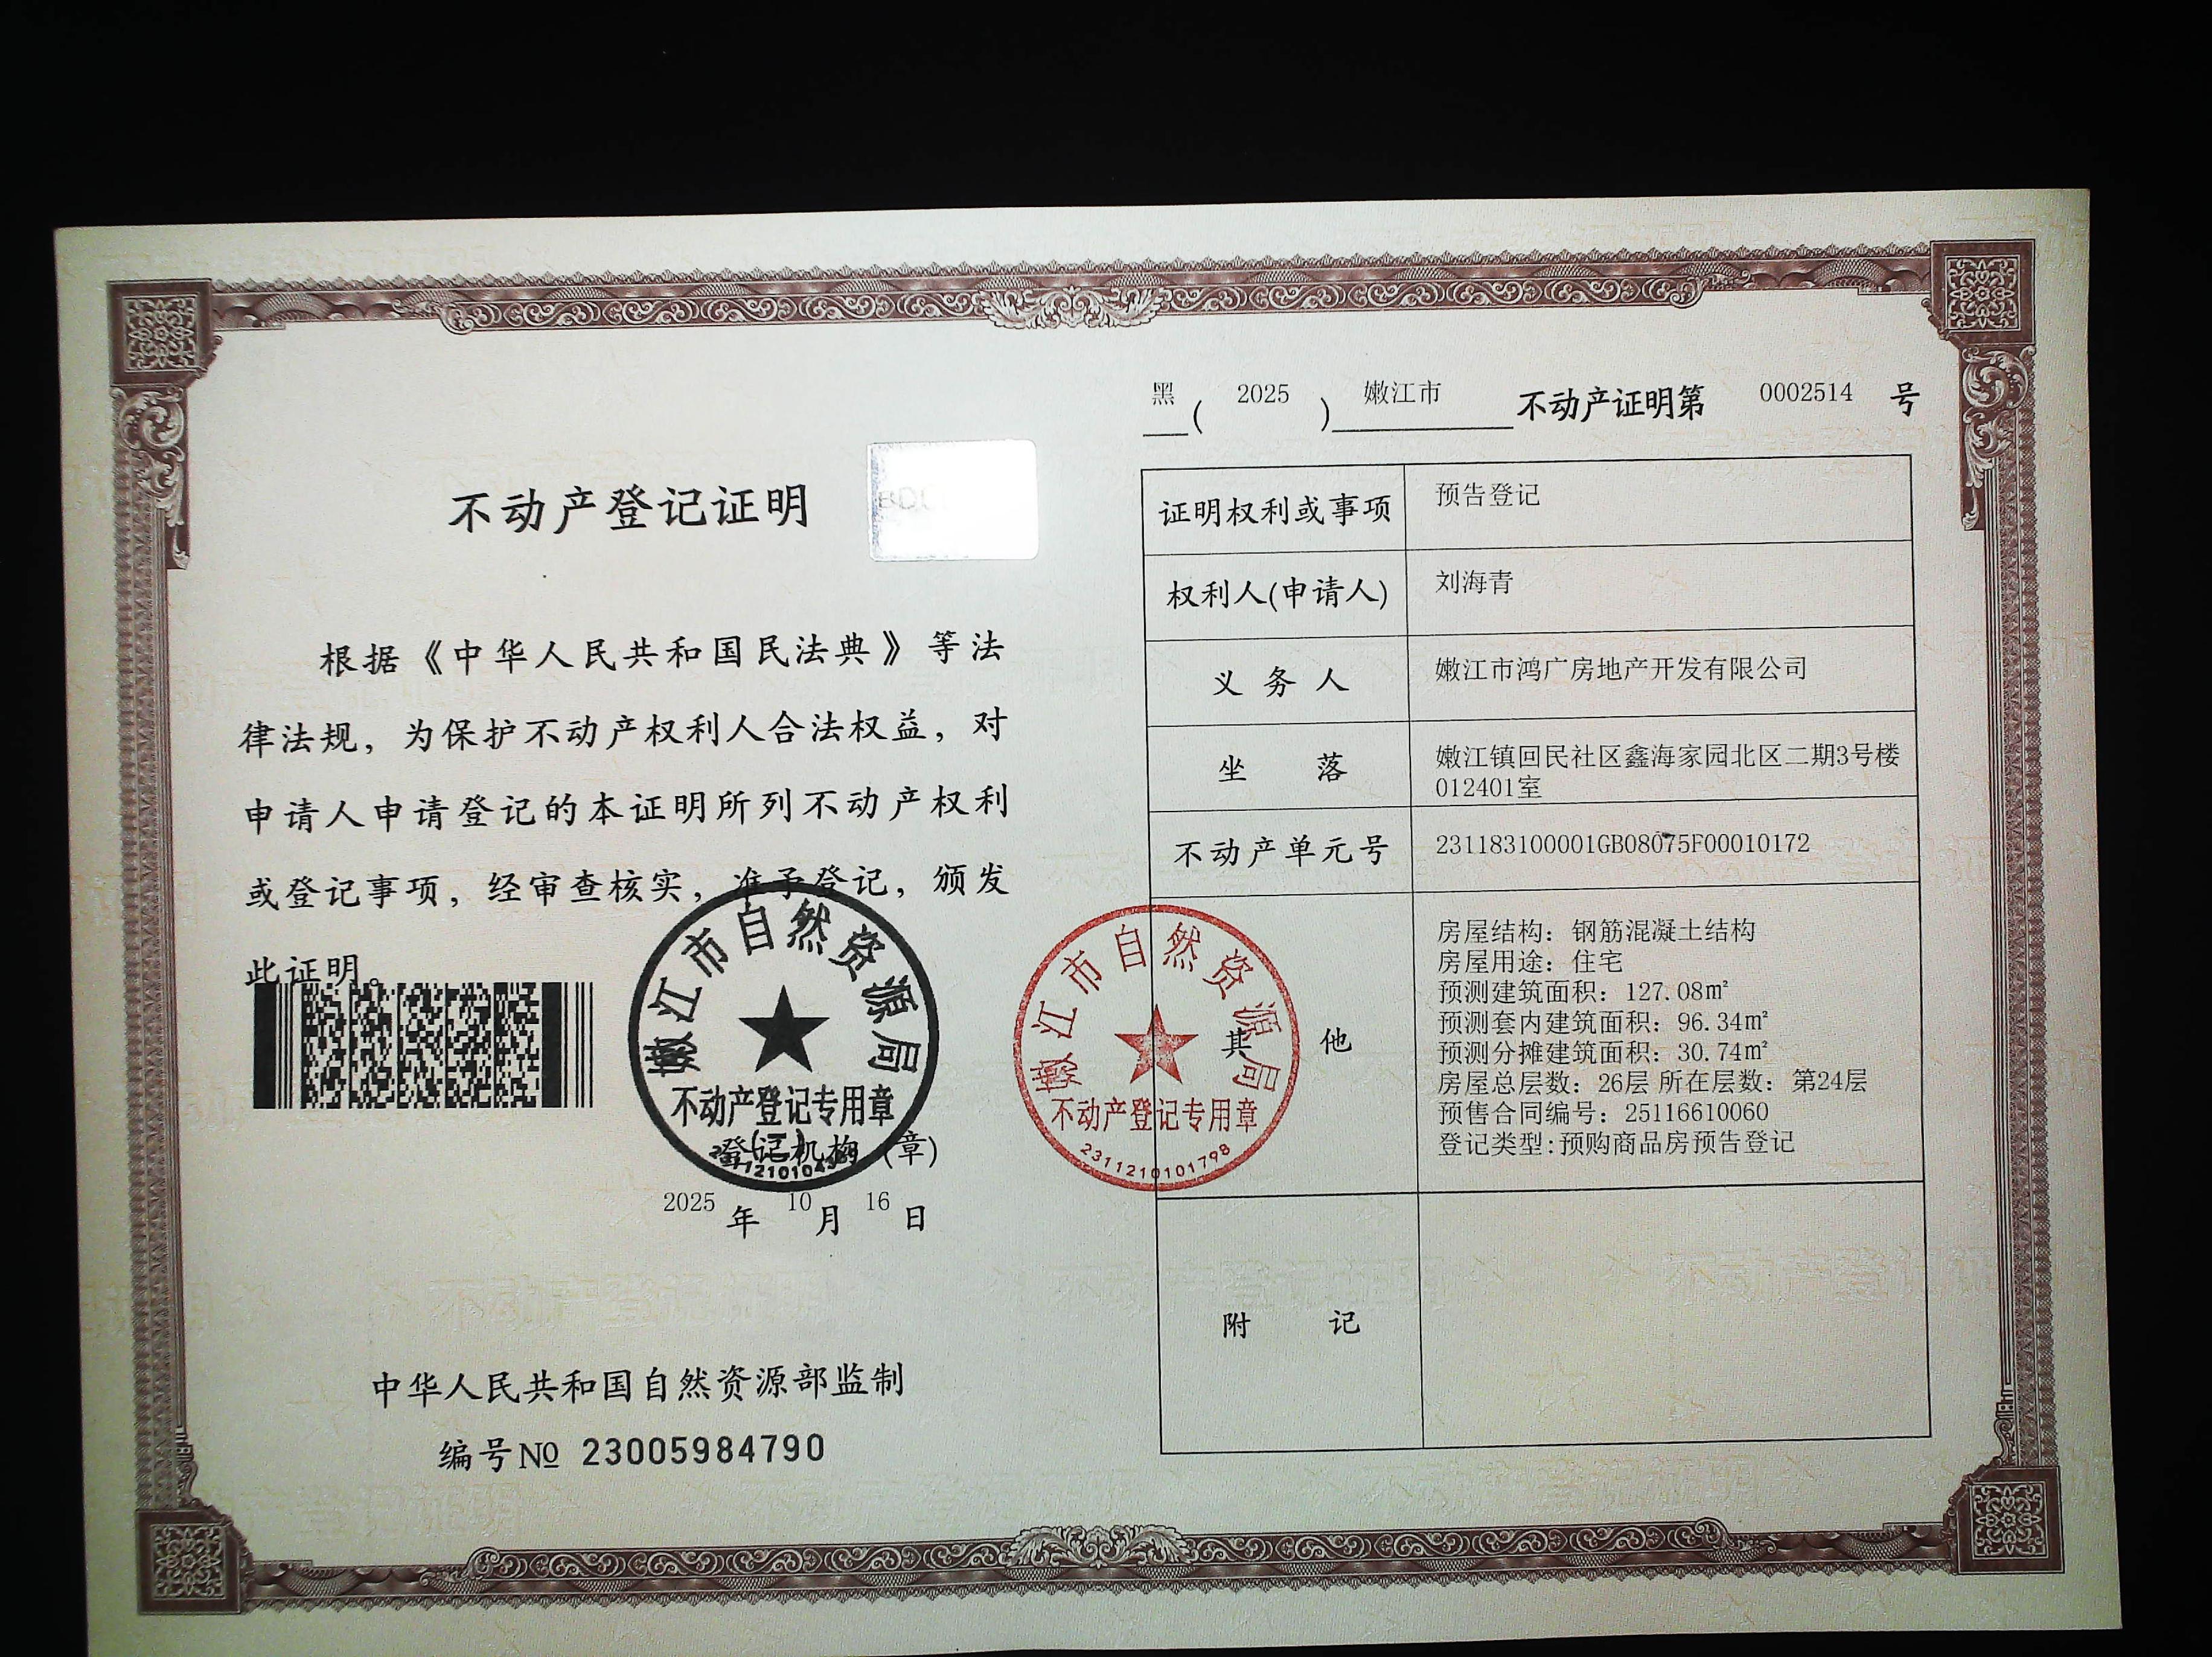 不动产登记证明
根据《中华人民共和国民法典》等法
律法规，为保护不动产权利人合法权益，对
申请人申请登记的本证明所列不动产权利
或登记事项，经审查核实，准予登记，颁发
此证明。
嫩江市自然资源局
不动产登记专用章
登记机构（章）
2025年10月16日
中华人民共和国自然资源部监制
编号№ 23005984790
黑(2025)嫩江市不动产证明第0002514号
证明权利或事项 预告登记
权利人(申请人) 刘海青
义务人 嫩江市鸿广房地产开发有限公司
坐落 嫩江镇回民社区鑫海家园北区二期3号楼
012401室
不动产单元号 231183100001GB08075F00010172
其他
房屋结构：钢筋混凝土结构
房屋用途：住宅
预测建筑面积：127.08㎡
预测套内建筑面积：96.34㎡
预测分摊建筑面积：30.74㎡
房屋总层数：26层 所在层数：第24层
预售合同编号：25116610060
登记类型:预购商品房预告登记
嫩江市自然资源局
不动产登记专用章
2311210101798
附记